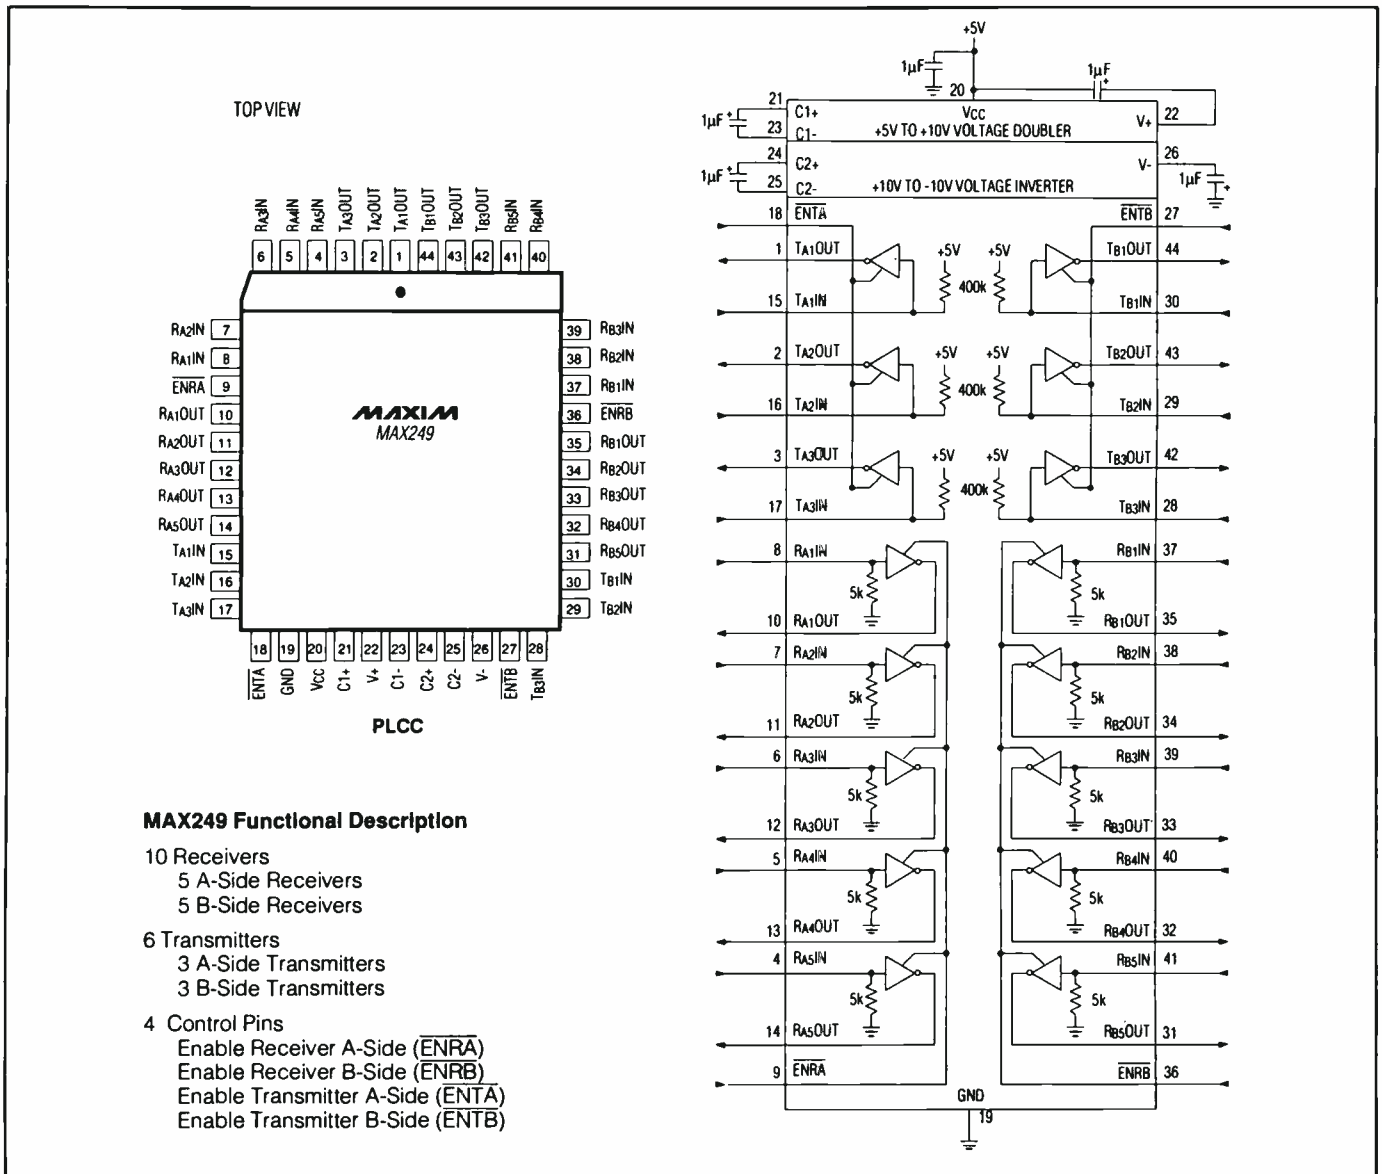 TOP VIEW
RA3IN
RA4IN
RA5IN
TA3OUT
TA2OUT
TA1OUT
TB1OUT
TB2OUT
TB3OUT
RB5IN
RB4IN
6 5 4 3 2 1 44 43 42 41 40
RA2IN 7
RA1IN 8
ENRA 9
RA1OUT 10
RA2OUT 11
RA3OUT 12
RA4OUT 13
RA5OUT 14
TA1IN 15
TA2IN 16
TA3IN 17
MAXIM
MAX249
39 RB3IN
38 RB2IN
37 RB1IN
36 ENRB
35 RB1OUT
34 RB2OUT
33 RB3OUT
32 RB4OUT
31 RB5OUT
30 TB1IN
29 TB2IN
18 19 20 21 22 23 24 25 26 27 28
ENTA
GND
VCC
C1+
V+
C1-
C2+
C2-
V-
ENTB
TB3IN
PLCC
MAX249 Functional Description
10 Receivers
5 A-Side Receivers
5 B-Side Receivers
6 Transmitters
3 A-Side Transmitters
3 B-Side Transmitters
4 Control Pins
Enable Receiver A-Side (ENRA)
Enable Receiver B-Side (ENRB)
Enable Transmitter A-Side (ENTA)
Enable Transmitter B-Side (ENTB)
+5V
1µF
1µF
20
21 C1+ VCC V+ 22
1µF
23 C1- +5V TO +10V VOLTAGE DOUBLER
24 C2+ V- 26
1µF 1µF
25 C2- +10V TO -10V VOLTAGE INVERTER
18 ENTA ENTB 27
1 TA1OUT +5V +5V TB1OUT 44
400k
15 TA1IN TB1IN 30
2 TA2OUT +5V +5V TB2OUT 43
400k
16 TA2IN TB2IN 29
3 TA3OUT +5V +5V TB3OUT 42
400k
17 TA3IN TB3IN 28
8 RA1IN RB1IN 37
5k 5k
10 RA1OUT RB1OUT 35
7 RA2IN RB2IN 38
5k 5k
11 RA2OUT RB2OUT 34
6 RA3IN RB3IN 39
5k 5k
12 RA3OUT RB3OUT 33
5 RA4IN RB4IN 40
5k 5k
13 RA4OUT RB4OUT 32
4 RA5IN RB5IN 41
5k 5k
14 RA5OUT RB5OUT 31
9 ENRA ENRB 36
GND
19